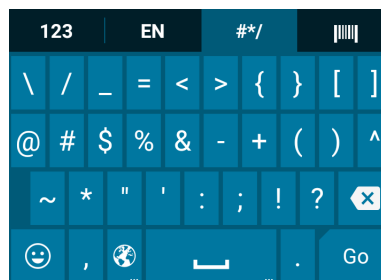 123 EN #*/
\ / _ = < > { } [ ]
@ # $ % & - + ( ) ^
~ * " ' : ; ! ?
, . Go